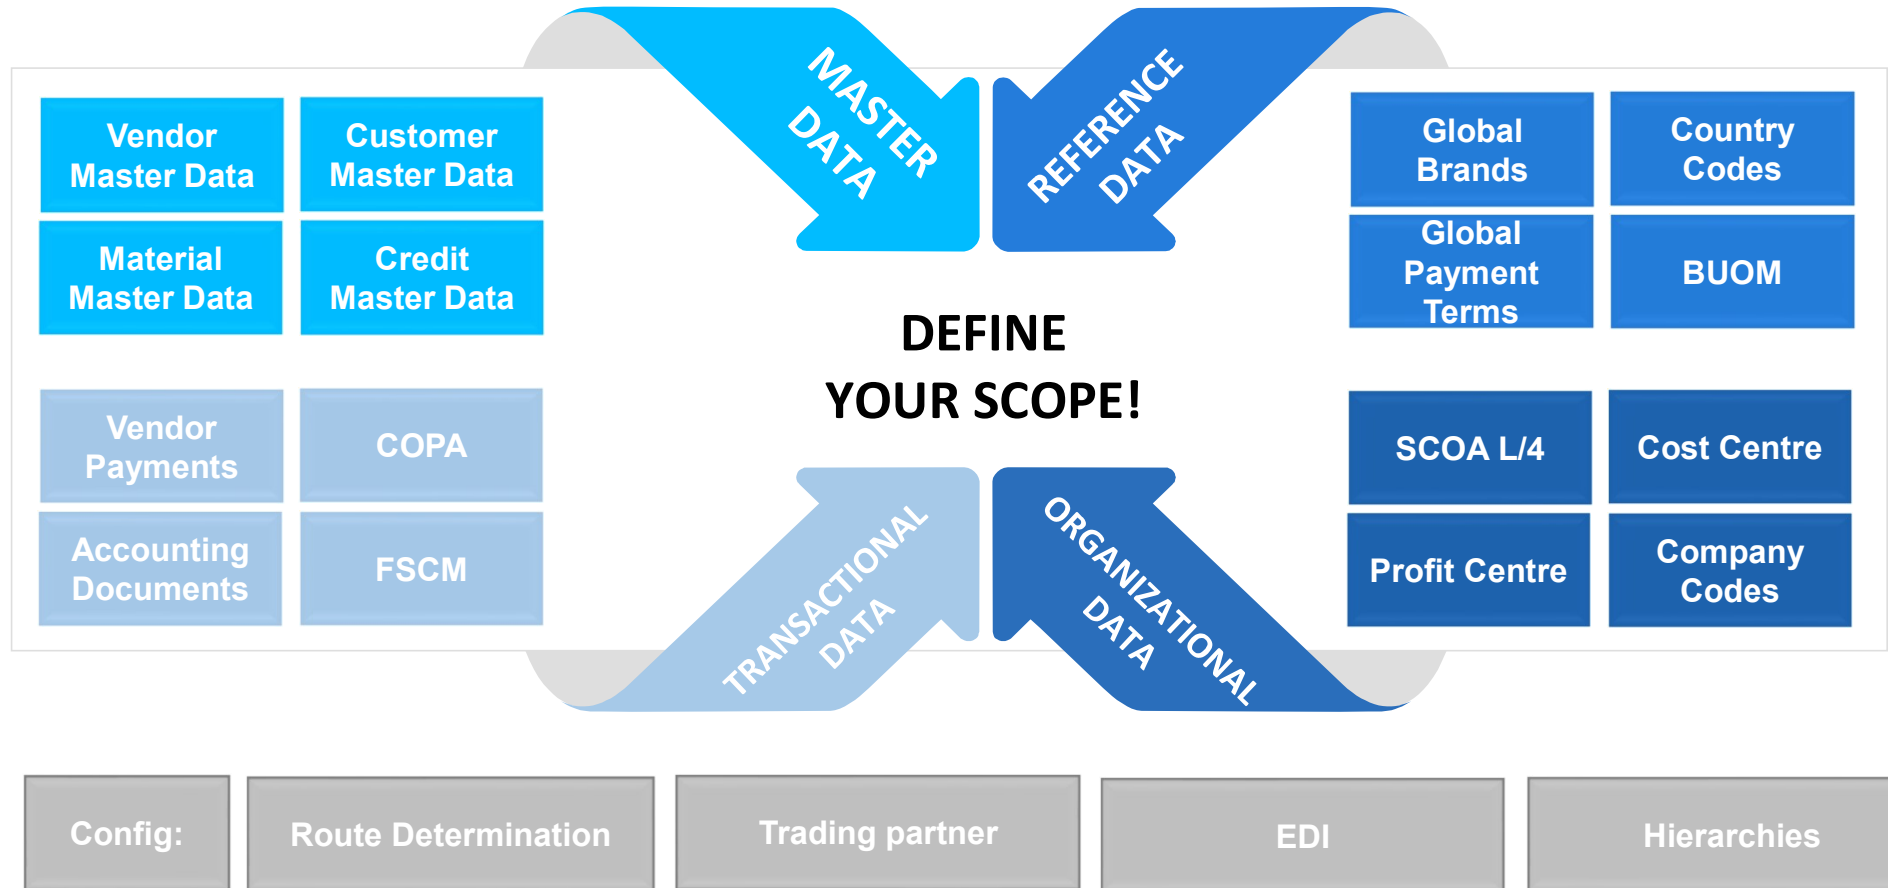 MASTER
DATA
REFERENCE
DATA
Vendor
Master Data
Customer
Master Data
Material
Master Data
Credit
Master Data
Global
Brands
Country
Codes
Global
Payment
Terms
BUOM
DEFINE
YOUR SCOPE!
Vendor
Payments
COPA
Accounting
Documents
FSCM
SCOA L/4
Cost Centre
Profit Centre
Company
Codes
TRANSACTIONAL
DATA
ORGANIZATIONAL
DATA
Config:
Route Determination
Trading partner
EDI
Hierarchies